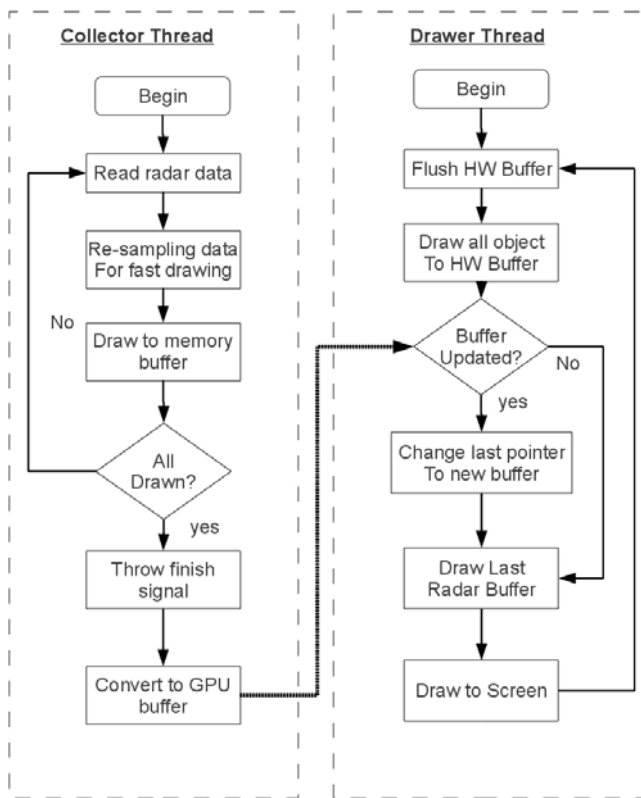 Collector Thread
Begin
Read radar data
Re-sampling data
For fast drawing
No
Draw to memory
buffer
All
Drawn?
yes
Throw finish
signal
Convert to GPU
buffer
Drawer Thread
Begin
Flush HW Buffer
Draw all object
To HW Buffer
Buffer
Updated?
No
yes
Change last pointer
To new buffer
Draw Last
Radar Buffer
Draw to Screen